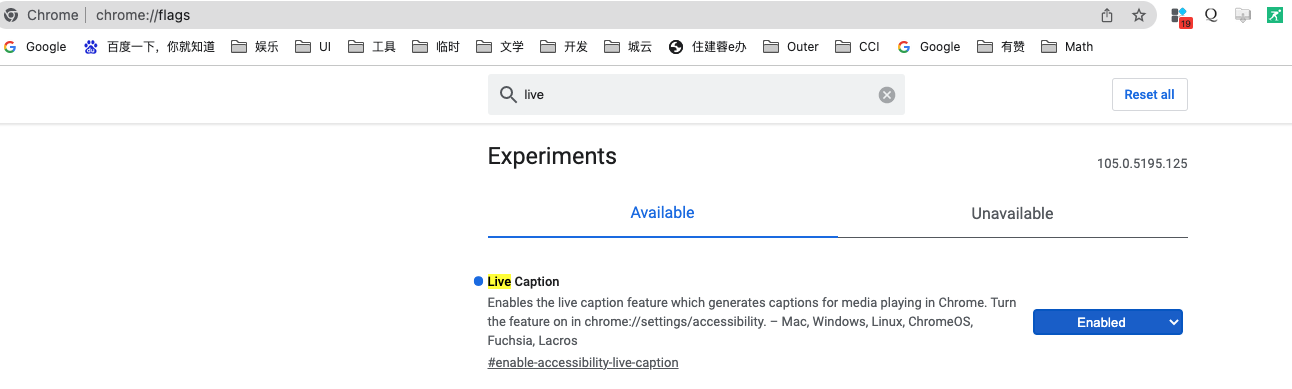 Chrome chrome://flags
19
Google 百度一下，你就知道 娱乐 UI 工具 临时 文学 开发 城云 住建蓉e办 Outer CCI Google 有赞 Math
live Reset all
Experiments
105.0.5195.125
Available Unavailable
Live Caption
Enables the live caption feature which generates captions for media playing in Chrome. Turn
the feature on in chrome://settings/accessibility. – Mac, Windows, Linux, ChromeOS,
Fuchsia, Lacros
Enabled
#enable-accessibility-live-caption